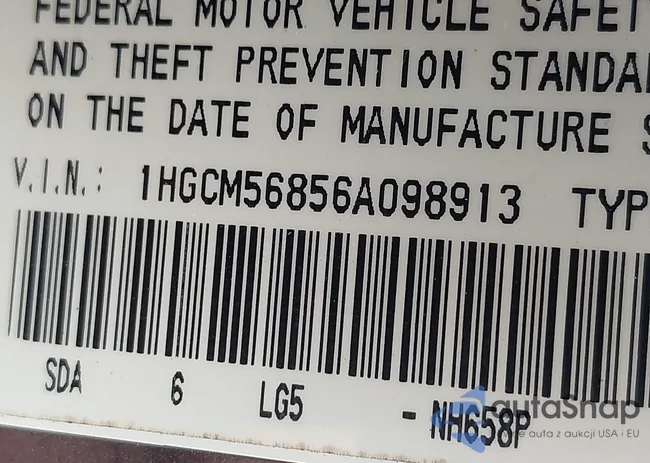 FEDERAL MOTOR VEHICLE SAFET
AND THEFT PREVENTION STANDA
ON THE DATE OF MANUFACTURE S
V.I.N.: 1HGCM56856A098913 TYP
SDA 6 LG5 - NH658P
autaSnap
auta z aukcji USA i EU